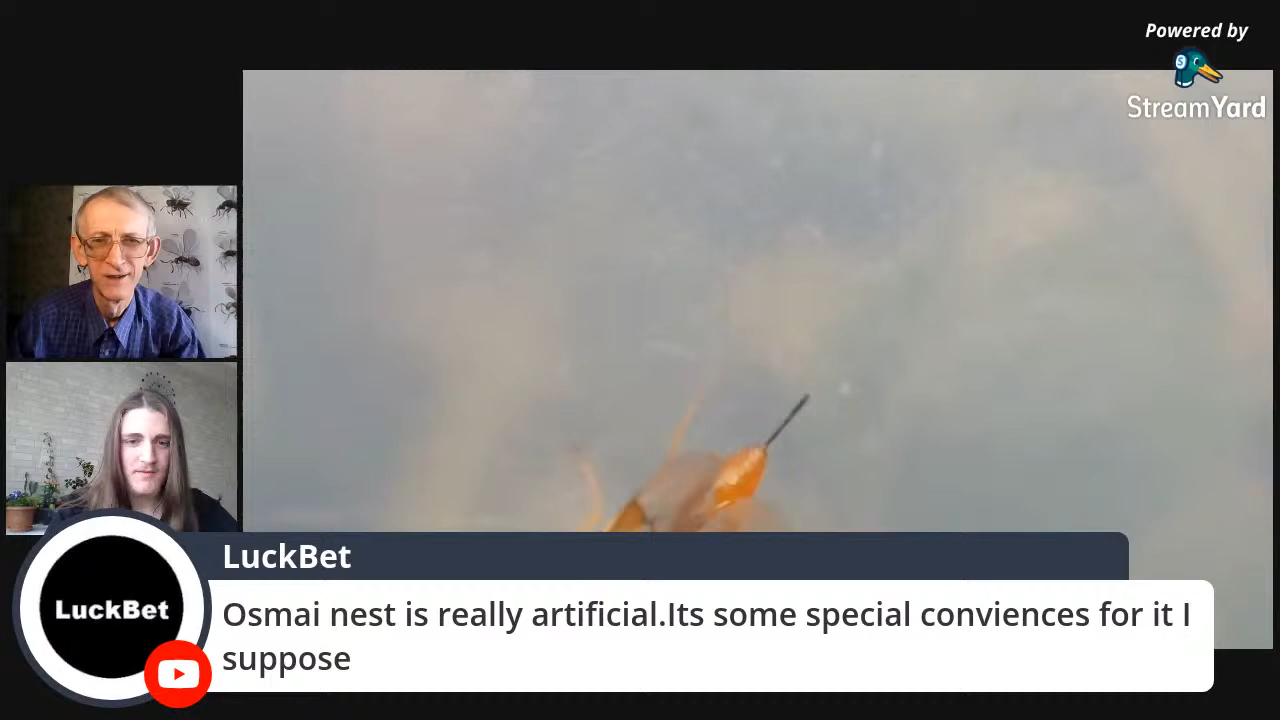 Powered by
StreamYard
LuckBet
LuckBet
Osmai nest is really artificial.Its some special conviences for it I
suppose